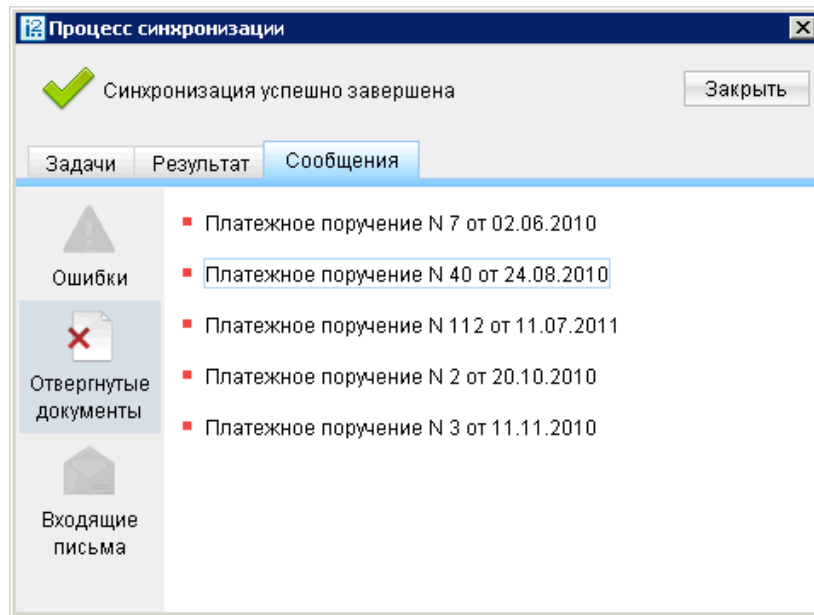 Процесс синхронизации
Синхронизация успешно завершена
Закрыть
Задачи
Результат
Сообщения
Ошибки
Отвергнутые
документы
Входящие
письма
Платежное поручение N 7 от 02.06.2010
Платежное поручение N 40 от 24.08.2010
Платежное поручение N 112 от 11.07.2011
Платежное поручение N 2 от 20.10.2010
Платежное поручение N 3 от 11.11.2010